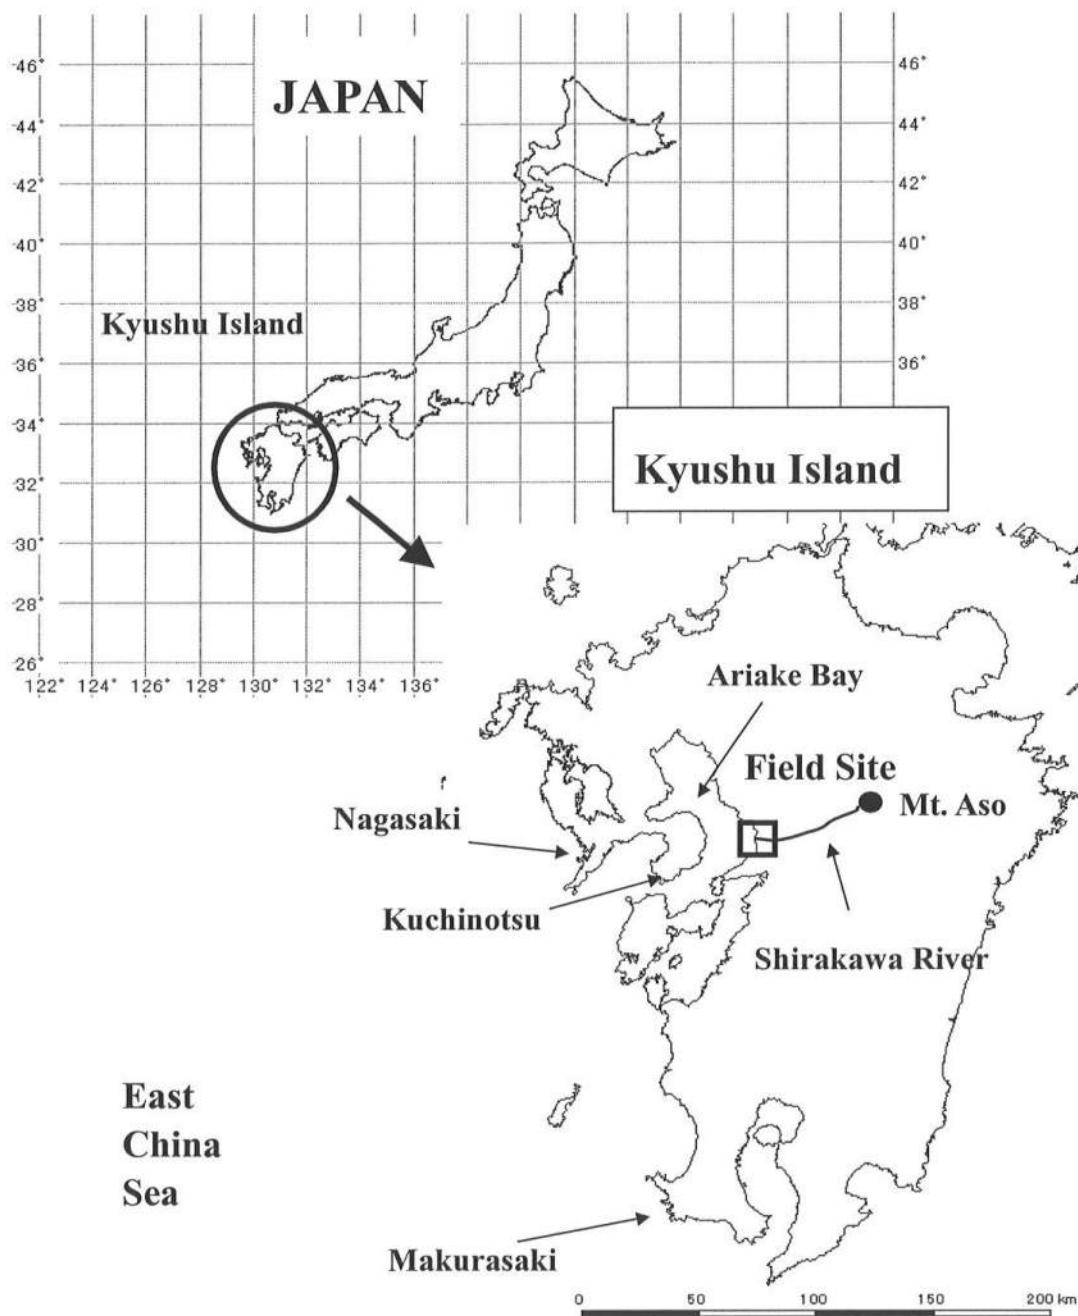 JAPAN
46°
44°
42°
40°
38°
36°
34°
32°
30°
28°
26°
46°
44°
42°
40°
38°
36°
122° 124° 126° 128° 130° 132° 134° 136°
Kyushu Island
Kyushu Island
Ariake Bay
Field Site
Mt. Aso
Nagasaki
Kuchinotsu
Shirakawa River
East
China
Sea
Makurasaki
0 50 100 150 200 km